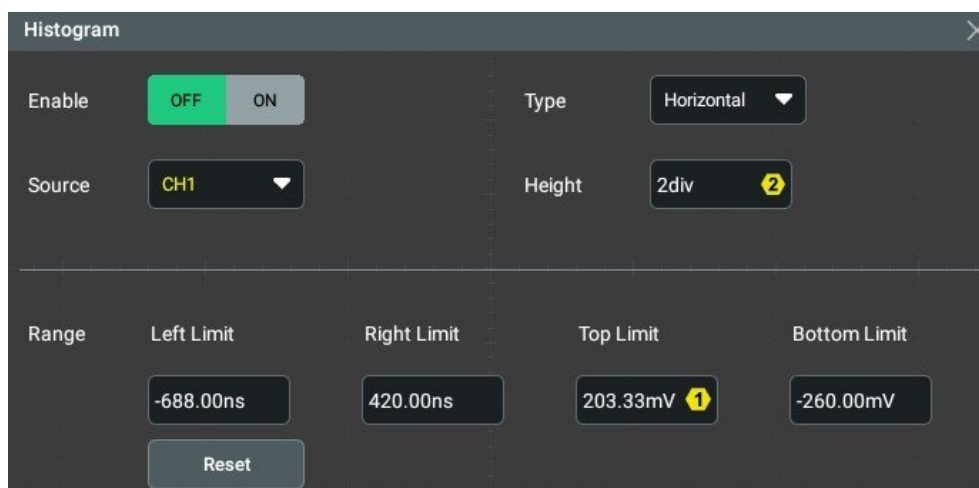 Histogram
Enable OFF ON Type Horizontal
Source CH1 Height 2div 2
Range Left Limit Right Limit Top Limit Bottom Limit
-688.00ns 420.00ns 203.33mV 1 -260.00mV
Reset